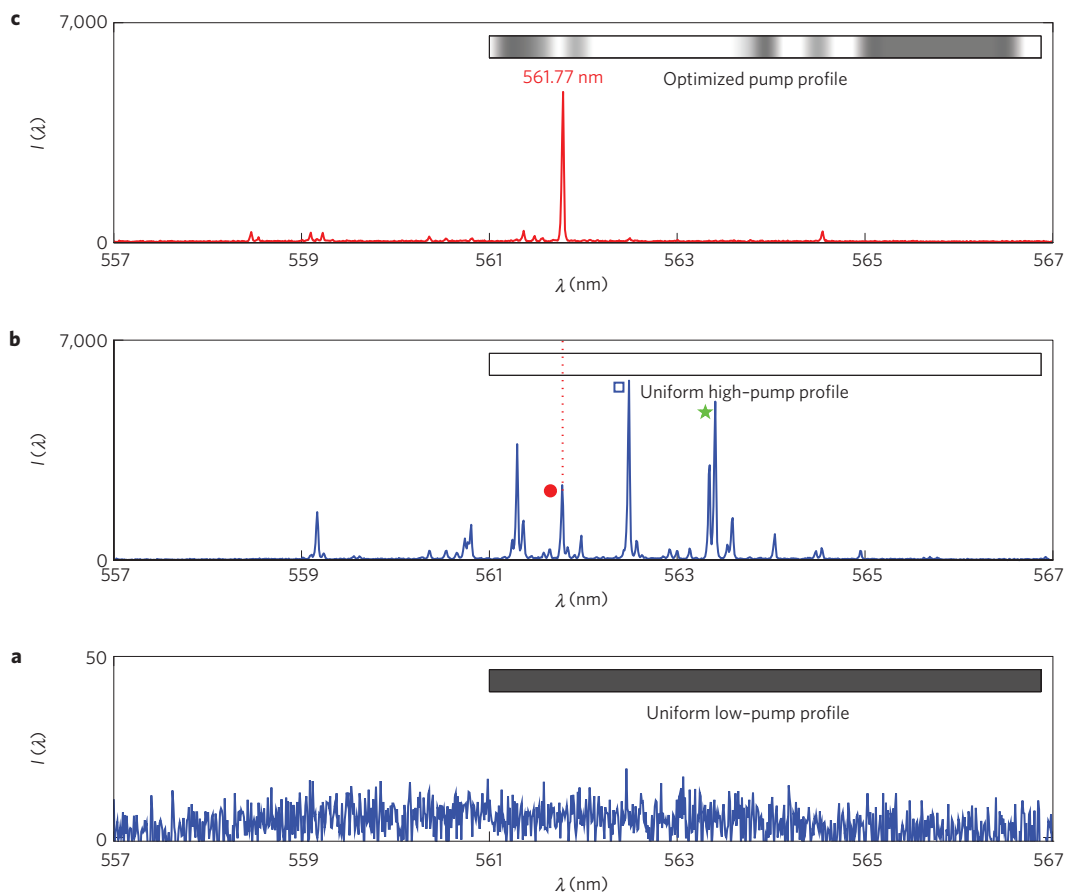 c
7,000
561.77 nm
Optimized pump profile
I (λ)
0
557
559
561
563
565
567
λ (nm)
b
7,000
Uniform high-pump profile
I (λ)
0
557
559
561
563
565
567
λ (nm)
a
50
Uniform low-pump profile
I (λ)
0
557
559
561
563
565
567
λ (nm)